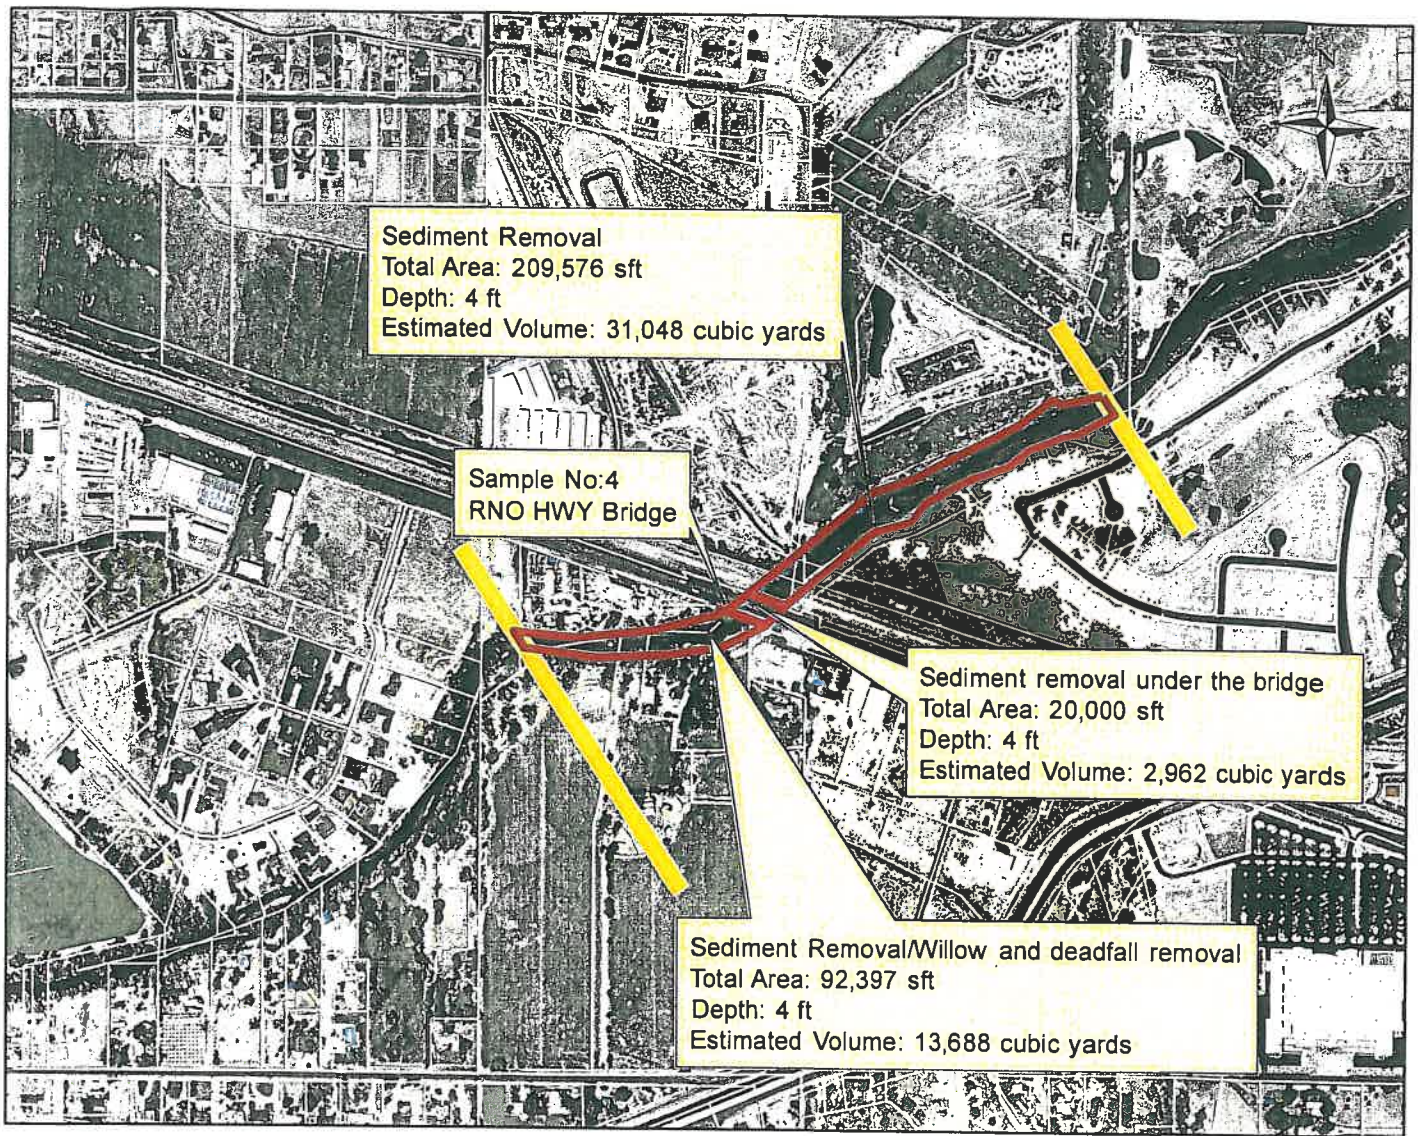 N
Sediment Removal
Total Area: 209,576 sft
Depth: 4 ft
Estimated Volume: 31,048 cubic yards
Sample No:4
RNO HWY Bridge
Sediment removal under the bridge
Total Area: 20,000 sft
Depth: 4 ft
Estimated Volume: 2,962 cubic yards
Sediment Removal/Willow and deadfall removal
Total Area: 92,397 sft
Depth: 4 ft
Estimated Volume: 13,688 cubic yards